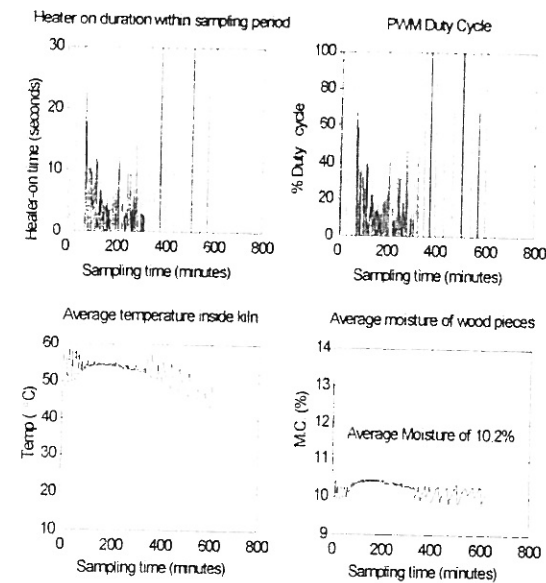 Heater on duration within sampling period
Heater-on time (seconds)
30
20
10
0
0 200 400 600 800
Sampling time (minutes)
PWM Duty Cycle
% Duty cycle
100
80
60
40
20
0
0 200 400 600 800
Sampling time (minutes)
Average temperature inside kiln
Temp ( C)
60
50
40
30
20
10
0 200 400 600 800
Sampling time (minutes)
Average moisture of wood pieces
M.C (%)
14
13
12
11
10
9
Average Moisture of 10.2%
0 200 400 600 800
Sampling time (minutes)